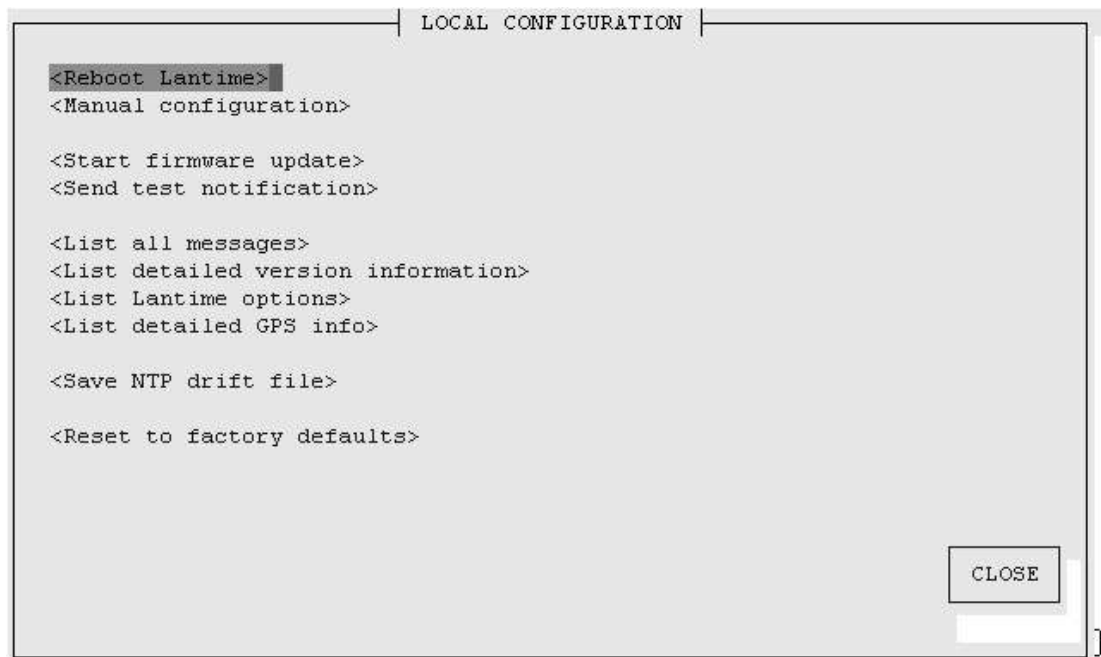 LOCAL CONFIGURATION
<Reboot Lantime>
<Manual configuration>
<Start firmware update>
<Send test notification>
<List all messages>
<List detailed version information>
<List Lantime options>
<List detailed GPS info>
<Save NTP drift file>
<Reset to factory defaults>
CLOSE